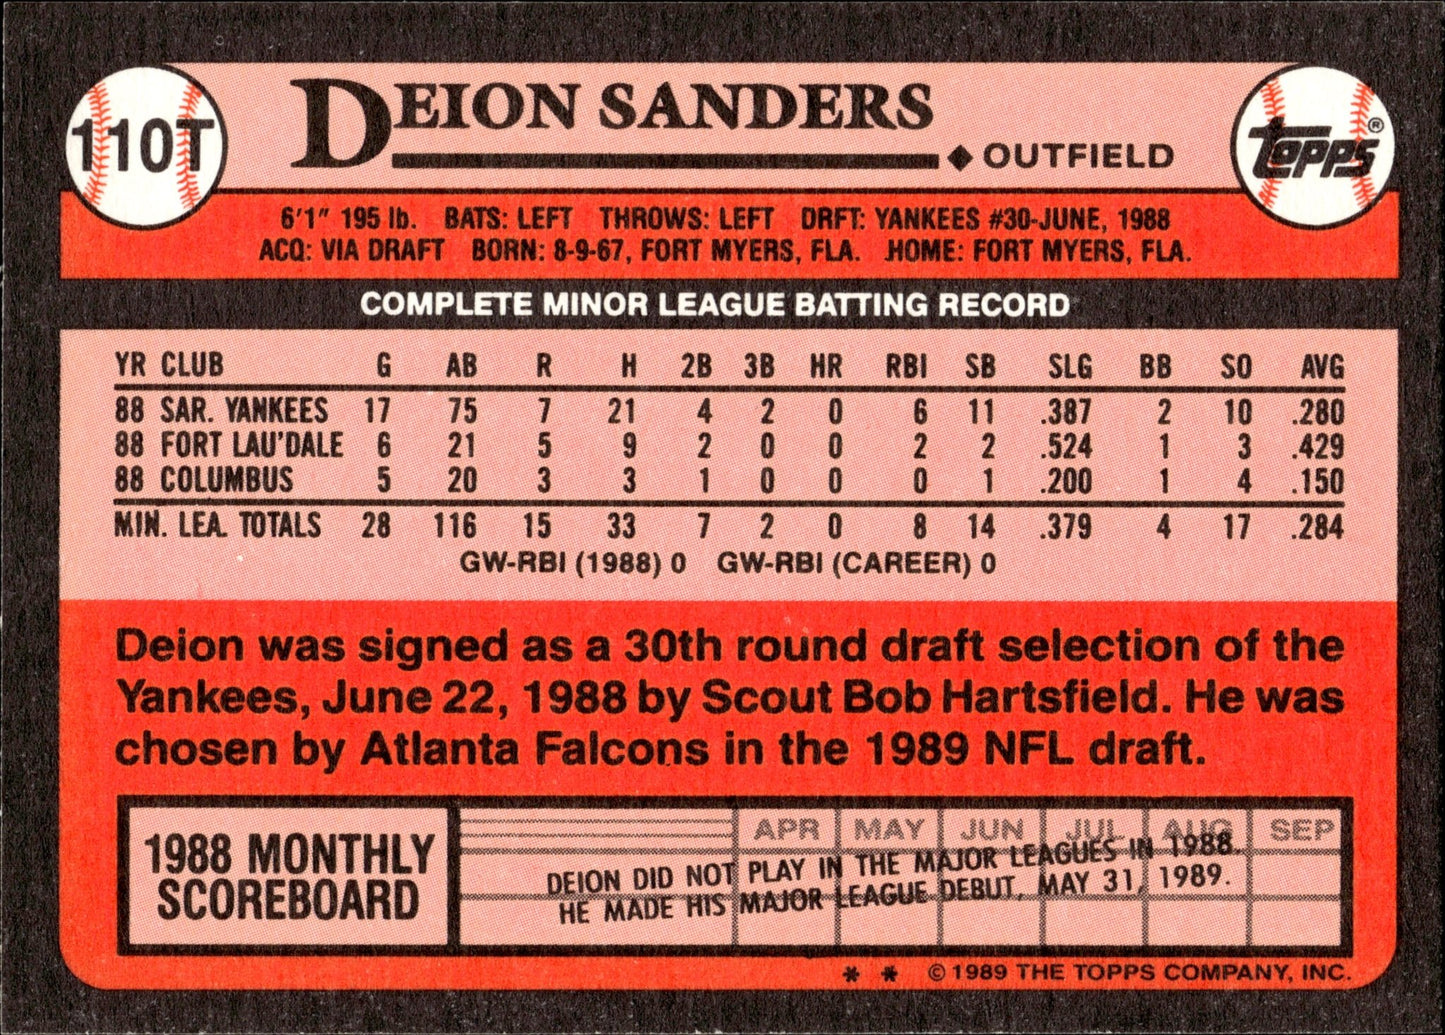 110T
DEION SANDERS
OUTFIELD
TOPPS®
6'1" 195 lb. BATS: LEFT THROWS: LEFT DRFT: YANKEES #30-JUNE, 1988
ACQ: VIA DRAFT BORN: 8-9-67, FORT MYERS, FLA. HOME: FORT MYERS, FLA.
COMPLETE MINOR LEAGUE BATTING RECORD
YR CLUB G AB R H 2B 3B HR RBI SB SLG BB SO AVG
88 SAR. YANKEES 17 75 7 21 4 2 0 6 11 .387 2 10 .280
88 FORT LAU'DALE 6 21 5 9 2 0 0 2 2 .524 1 3 .429
88 COLUMBUS 5 20 3 3 1 0 0 0 1 .200 1 4 .150
MIN. LEA. TOTALS 28 116 15 33 7 2 0 8 14 .379 4 17 .284
GW-RBI (1988) 0 GW-RBI (CAREER) 0
Deion was signed as a 30th round draft selection of the
Yankees, June 22, 1988 by Scout Bob Hartsfield. He was
chosen by Atlanta Falcons in the 1989 NFL draft.
1988 MONTHLY
SCOREBOARD
APR MAY JUN JUL AUG SEP
DEION DID NOT PLAY IN THE MAJOR LEAGUES IN 1988.
HE MADE HIS MAJOR LEAGUE DEBUT, MAY 31, 1989.
* * © 1989 THE TOPPS COMPANY, INC.